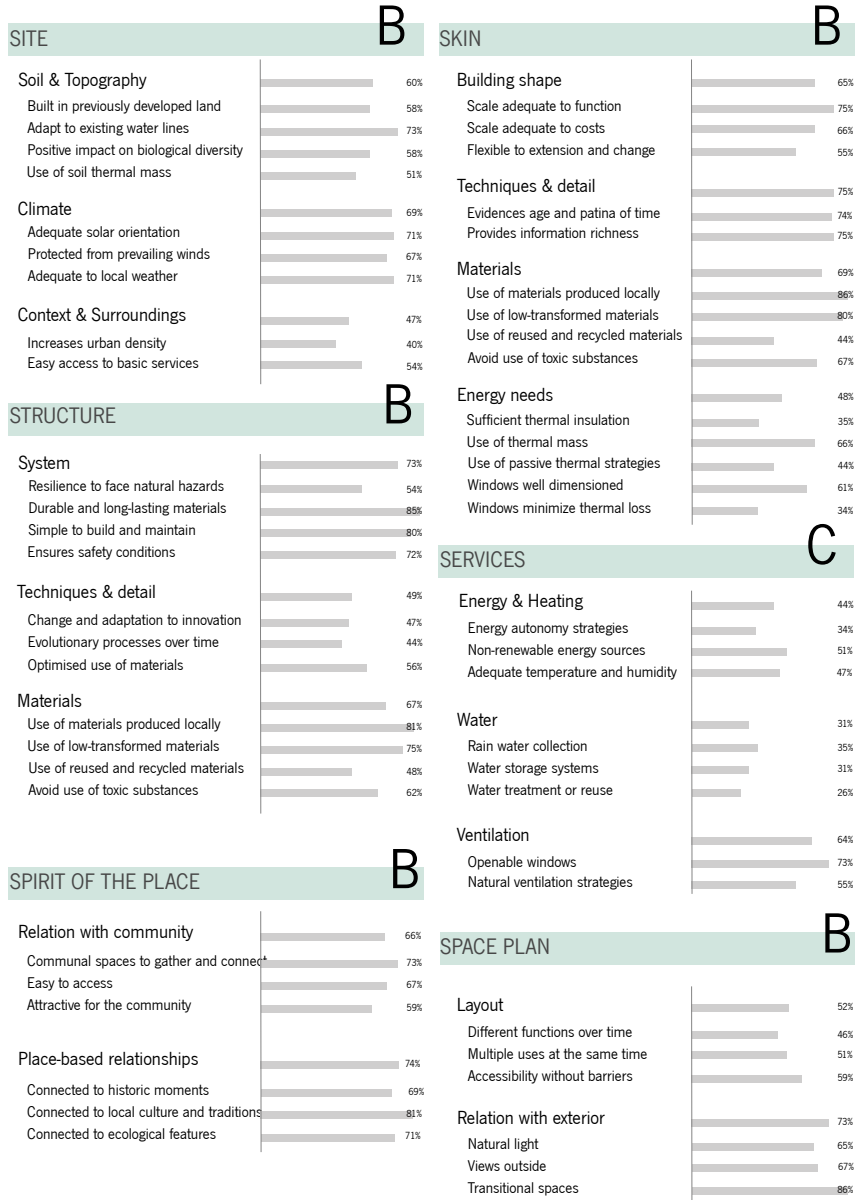 SITE B
Soil & Topography 60%
Built in previously developed land 58%
Adapt to existing water lines 73%
Positive impact on biological diversity 58%
Use of soil thermal mass 51%
Climate 69%
Adequate solar orientation 71%
Protected from prevailing winds 67%
Adequate to local weather 71%
Context & Surroundings 47%
Increases urban density 40%
Easy access to basic services 54%
STRUCTURE B
System 73%
Resilience to face natural hazards 54%
Durable and long-lasting materials 85%
Simple to build and maintain 80%
Ensures safety conditions 72%
Techniques & detail 49%
Change and adaptation to innovation 47%
Evolutionary processes over time 44%
Optimised use of materials 56%
Materials 67%
Use of materials produced locally 81%
Use of low-transformed materials 75%
Use of reused and recycled materials 48%
Avoid use of toxic substances 62%
SPIRIT OF THE PLACE B
Relation with community 66%
Communal spaces to gather and connect 73%
Easy to access 67%
Attractive for the community 59%
Place-based relationships 74%
Connected to historic moments 69%
Connected to local culture and traditions 81%
Connected to ecological features 71%
SKIN B
Building shape 65%
Scale adequate to function 75%
Scale adequate to costs 66%
Flexible to extension and change 55%
Techniques & detail 75%
Evidences age and patina of time 74%
Provides information richness 75%
Materials 69%
Use of materials produced locally 86%
Use of low-transformed materials 80%
Use of reused and recycled materials 44%
Avoid use of toxic substances 67%
Energy needs 48%
Sufficient thermal insulation 35%
Use of thermal mass 66%
Use of passive thermal strategies 44%
Windows well dimensioned 61%
Windows minimize thermal loss 34%
SERVICES C
Energy & Heating 44%
Energy autonomy strategies 34%
Non-renewable energy sources 51%
Adequate temperature and humidity 47%
Water 31%
Rain water collection 35%
Water storage systems 31%
Water treatment or reuse 26%
Ventilation 64%
Openable windows 73%
Natural ventilation strategies 55%
SPACE PLAN B
Layout 52%
Different functions over time 46%
Multiple uses at the same time 51%
Accessibility without barriers 59%
Relation with exterior 73%
Natural light 65%
Views outside 67%
Transitional spaces 86%